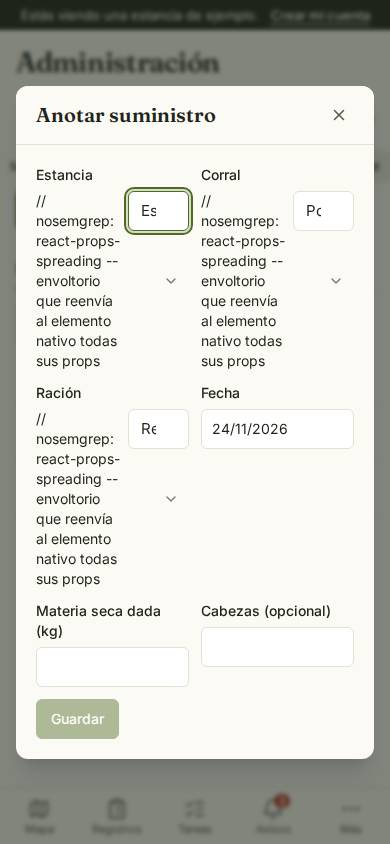 Estás viendo una estancia de ejemplo. Crear mi cuenta
Administración
Anotar suministro
Estancia
Corral
//
nosemgrep:
react-props-
spreading --
envoltorio
que reenvía
al elemento
nativo todas
sus props
Es
//
nosemgrep:
react-props-
spreading --
envoltorio
que reenvía
al elemento
nativo todas
sus props
Po
Ración
Fecha
//
nosemgrep:
react-props-
spreading --
envoltorio
que reenvía
al elemento
nativo todas
sus props
Re
24/11/2026
Materia seca dada
(kg)
Cabezas (opcional)
Guardar
Mapa
Registros
Tareas
Avisos
Más